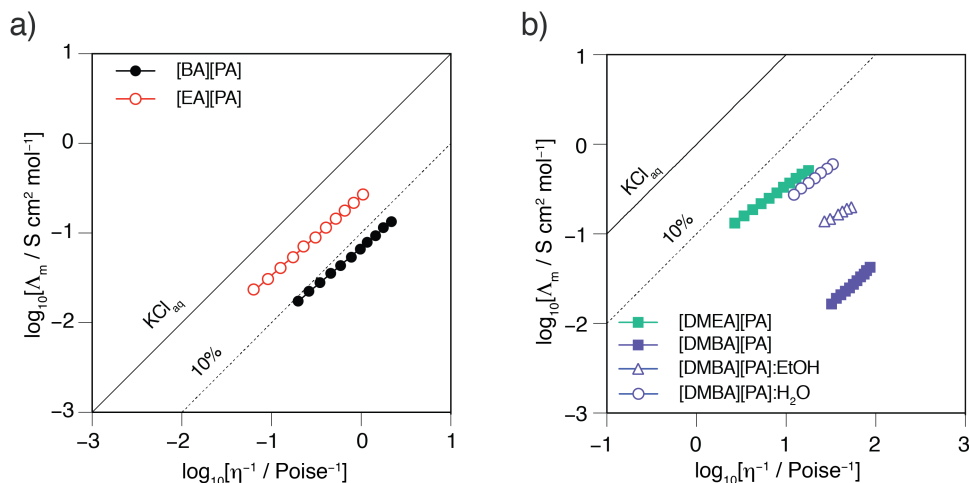 a)
1
0
−1
−2
−3
−3
−2
−1
0
1
log₁₀[Λₘ / S cm² mol⁻¹]
log₁₀[η⁻¹ / Poise⁻¹]
[BA][PA]
[EA][PA]
KClaq
10%
b)
1
0
−1
−2
−3
−1
0
1
2
3
log₁₀[Λₘ / S cm² mol⁻¹]
log₁₀[η⁻¹ / Poise⁻¹]
KClaq
10%
[DMEA][PA]
[DMBA][PA]
[DMBA][PA]:EtOH
[DMBA][PA]:H₂O